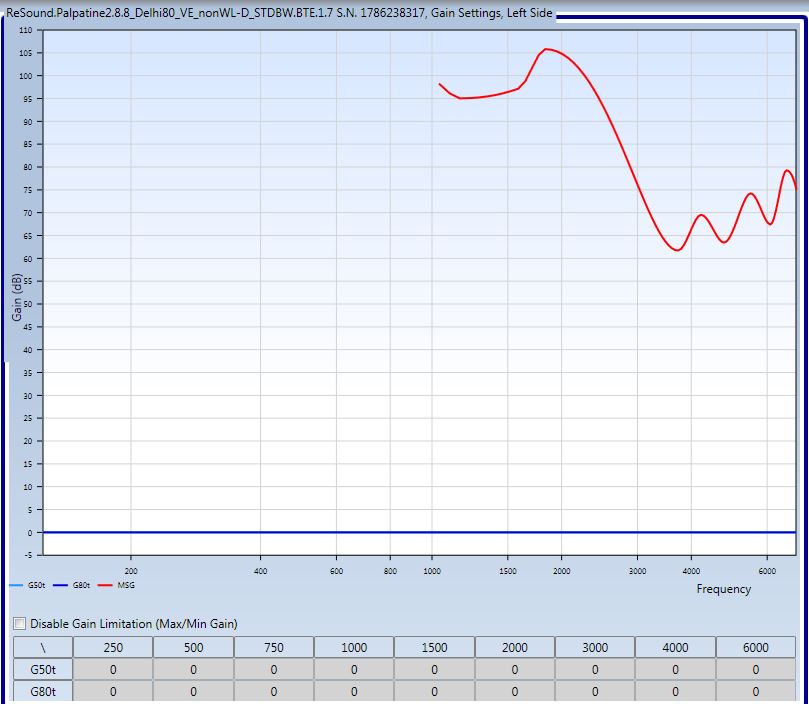 ReSound.Palpatine2.8.8_Delhi80_VE_nonWL-D_STDBW.BTE.1.7 S.N. 1786238317, Gain Settings, Left Side
110
105
100
95
90
85
80
75
70
65
60
55
50
45
40
35
30
25
20
15
10
5
0
-5
Gain (dB)
200 400 600 800 1000 1500 2000 3000 4000 6000
G50t G80t MSG
Frequency
Disable Gain Limitation (Max/Min Gain)
\ 250 500 750 1000 1500 2000 3000 4000 6000
G50t 0 0 0 0 0 0 0 0 0
G80t 0 0 0 0 0 0 0 0 0